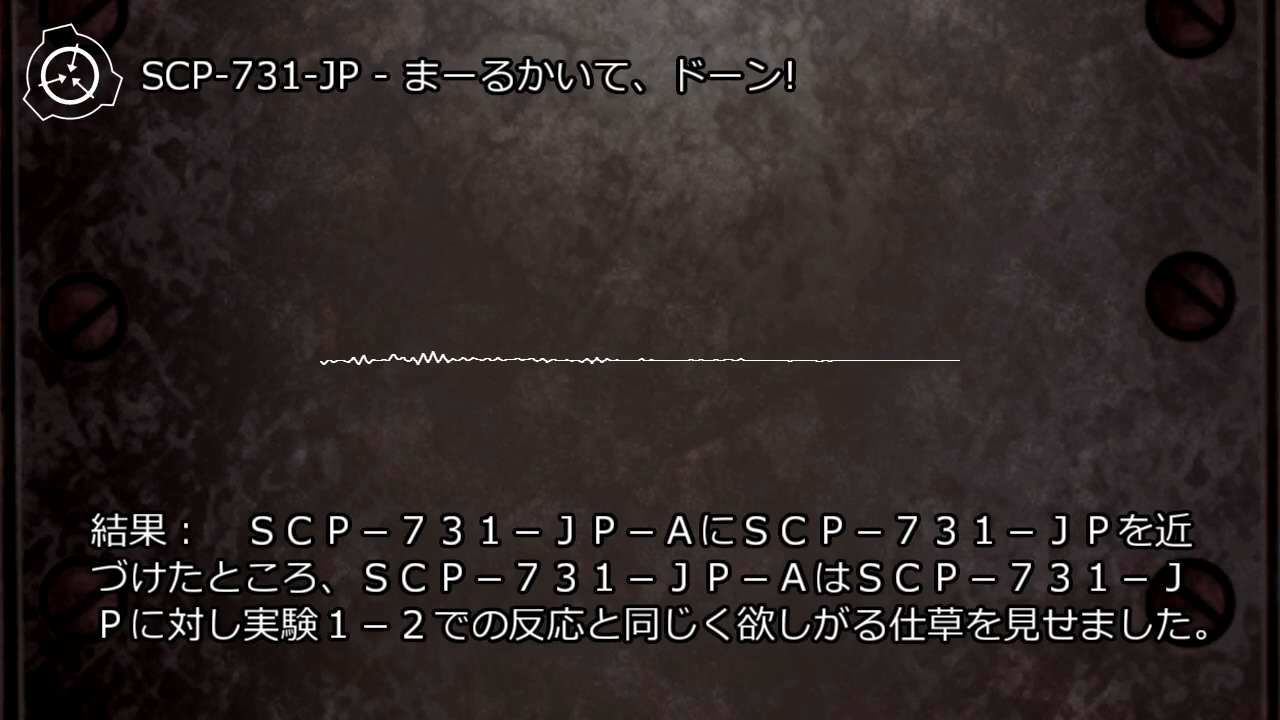 SCP-731-JP - まーるかいて、ドーン!
結果：　ＳＣＰ－７３１－ＪＰ－ＡにＳＣＰ－７３１－ＪＰを近
づけたところ、ＳＣＰ－７３１－ＪＰ－ＡはＳＣＰ－７３１－Ｊ
Ｐに対し実験１－２での反応と同じく欲しがる仕草を見せました。